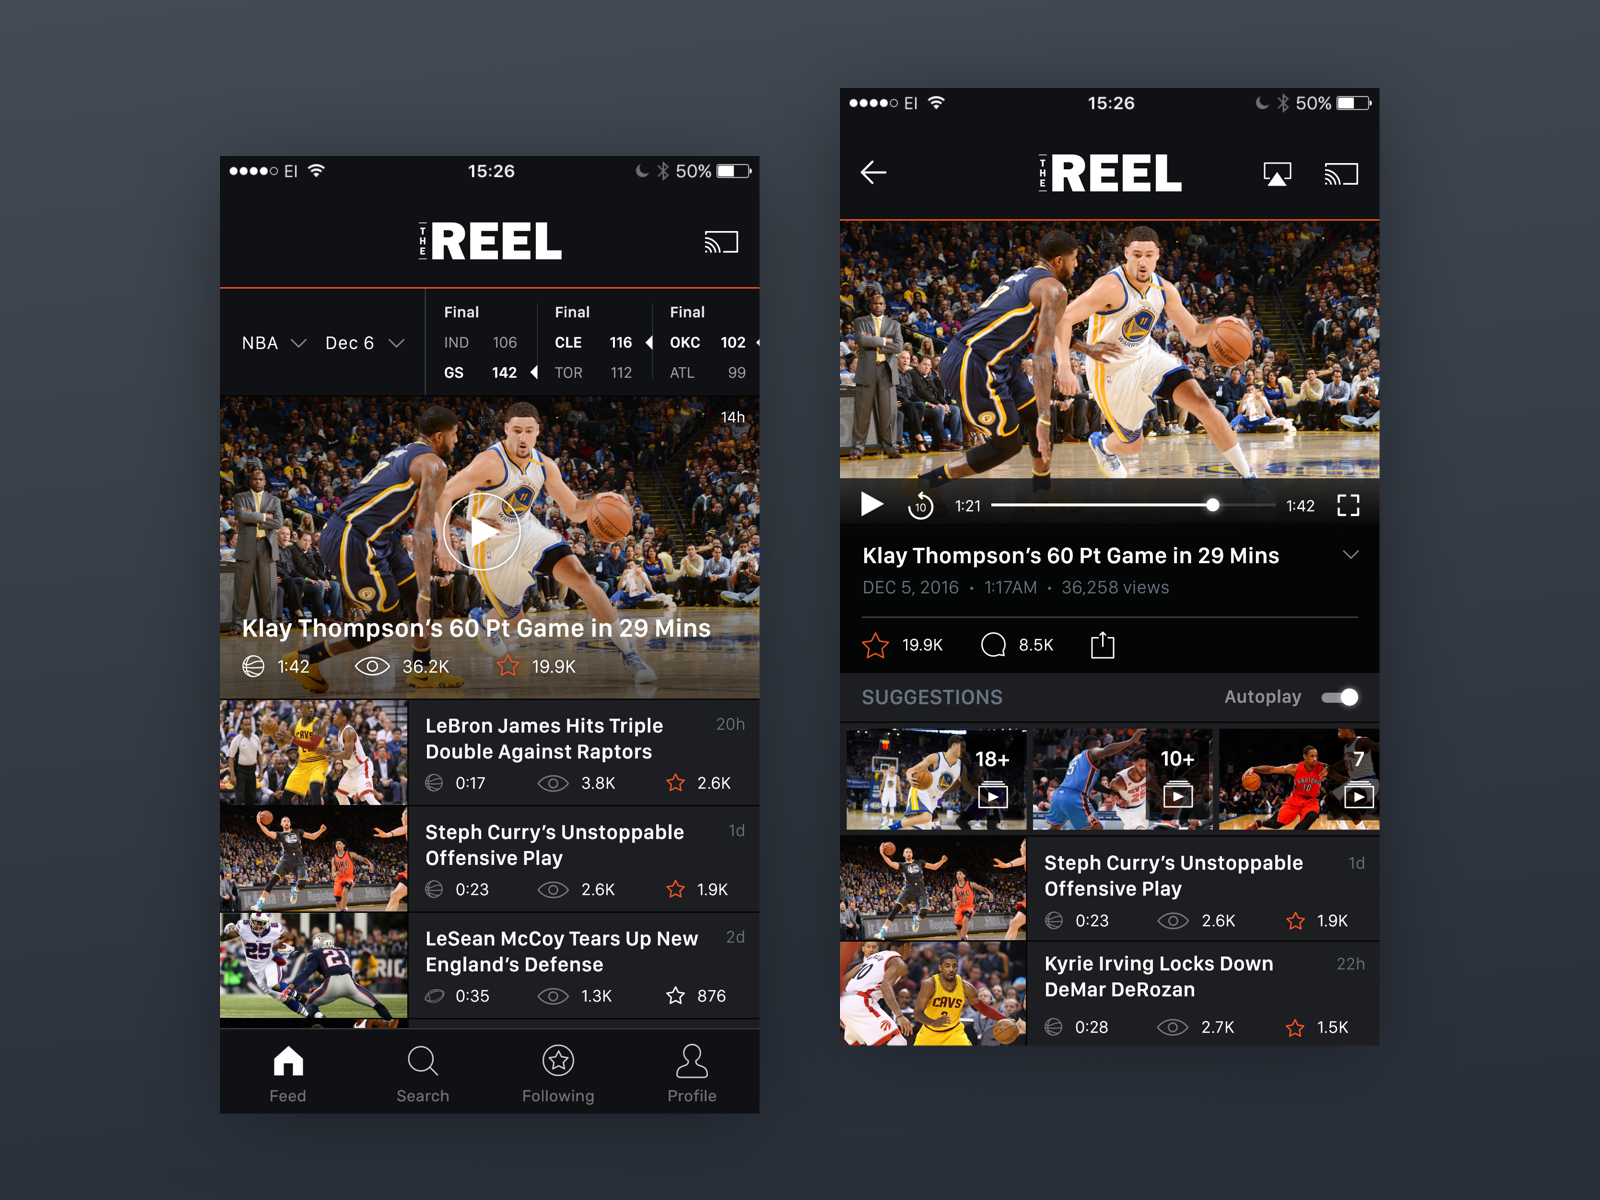 EI 15:26 50%
THE REEL
NBA Dec 6
Final Final Final
IND 106 CLE 116 OKC 102
GS 142 TOR 112 ATL 99
14h
Klay Thompson's 60 Pt Game in 29 Mins
1:42 36.2K 19.9K
LeBron James Hits Triple 20h
Double Against Raptors
0:17 3.8K 2.6K
Steph Curry's Unstoppable 1d
Offensive Play
0:23 2.6K 1.9K
LeSean McCoy Tears Up New 2d
England's Defense
0:35 1.3K 876
Feed Search Following Profile
EI 15:26 50%
THE REEL
10 1:21 1:42
Klay Thompson's 60 Pt Game in 29 Mins
DEC 5, 2016 • 1:17AM • 36,258 views
19.9K 8.5K
SUGGESTIONS Autoplay
18+ 10+ 7
Steph Curry's Unstoppable 1d
Offensive Play
0:23 2.6K 1.9K
CAVS
Kyrie Irving Locks Down 22h
DeMar DeRozan
0:28 2.7K 1.5K